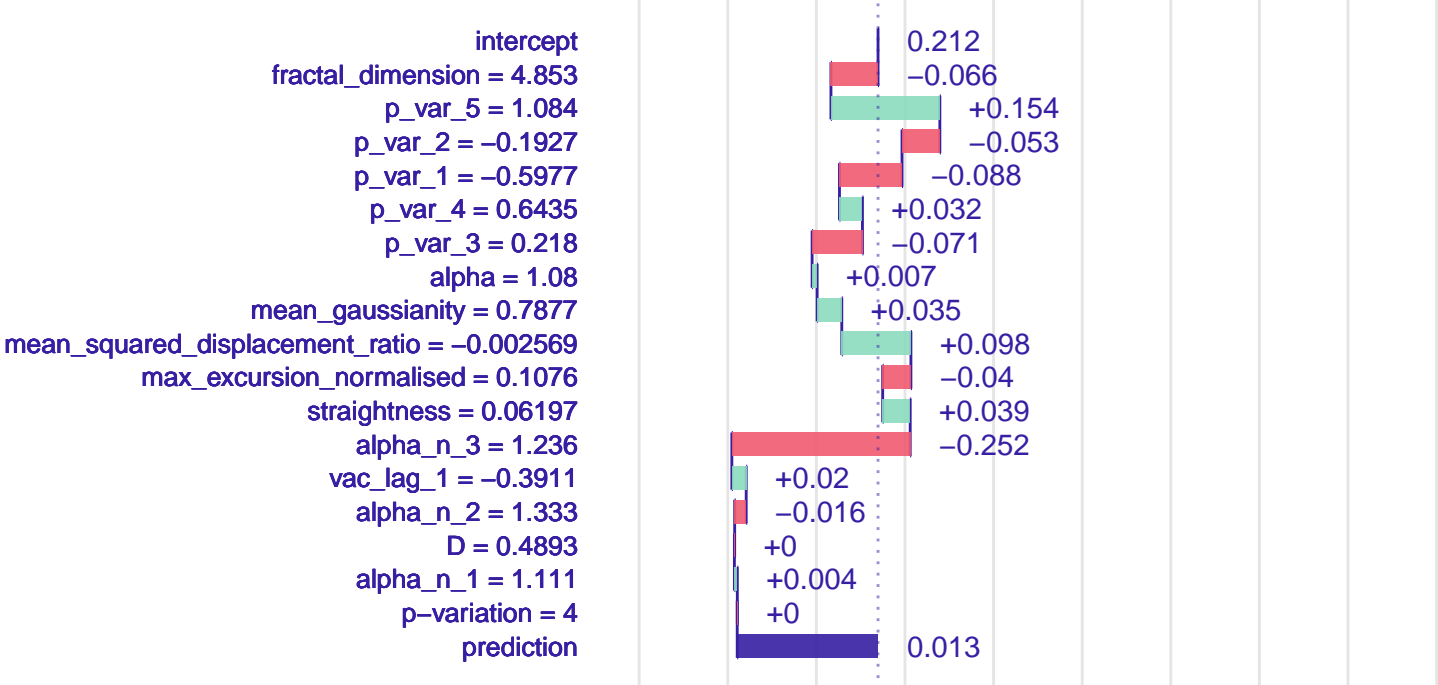 intercept 0.212
fractal_dimension = 4.853 −0.066
p_var_5 = 1.084 +0.154
p_var_2 = −0.1927 −0.053
p_var_1 = −0.5977 −0.088
p_var_4 = 0.6435 +0.032
p_var_3 = 0.218 −0.071
alpha = 1.08 +0.007
mean_gaussianity = 0.7877 +0.035
mean_squared_displacement_ratio = −0.002569 +0.098
max_excursion_normalised = 0.1076 −0.04
straightness = 0.06197 +0.039
alpha_n_3 = 1.236 −0.252
vac_lag_1 = −0.3911 +0.02
alpha_n_2 = 1.333 −0.016
D = 0.4893 +0
alpha_n_1 = 1.111 +0.004
p−variation = 4 +0
prediction 0.013